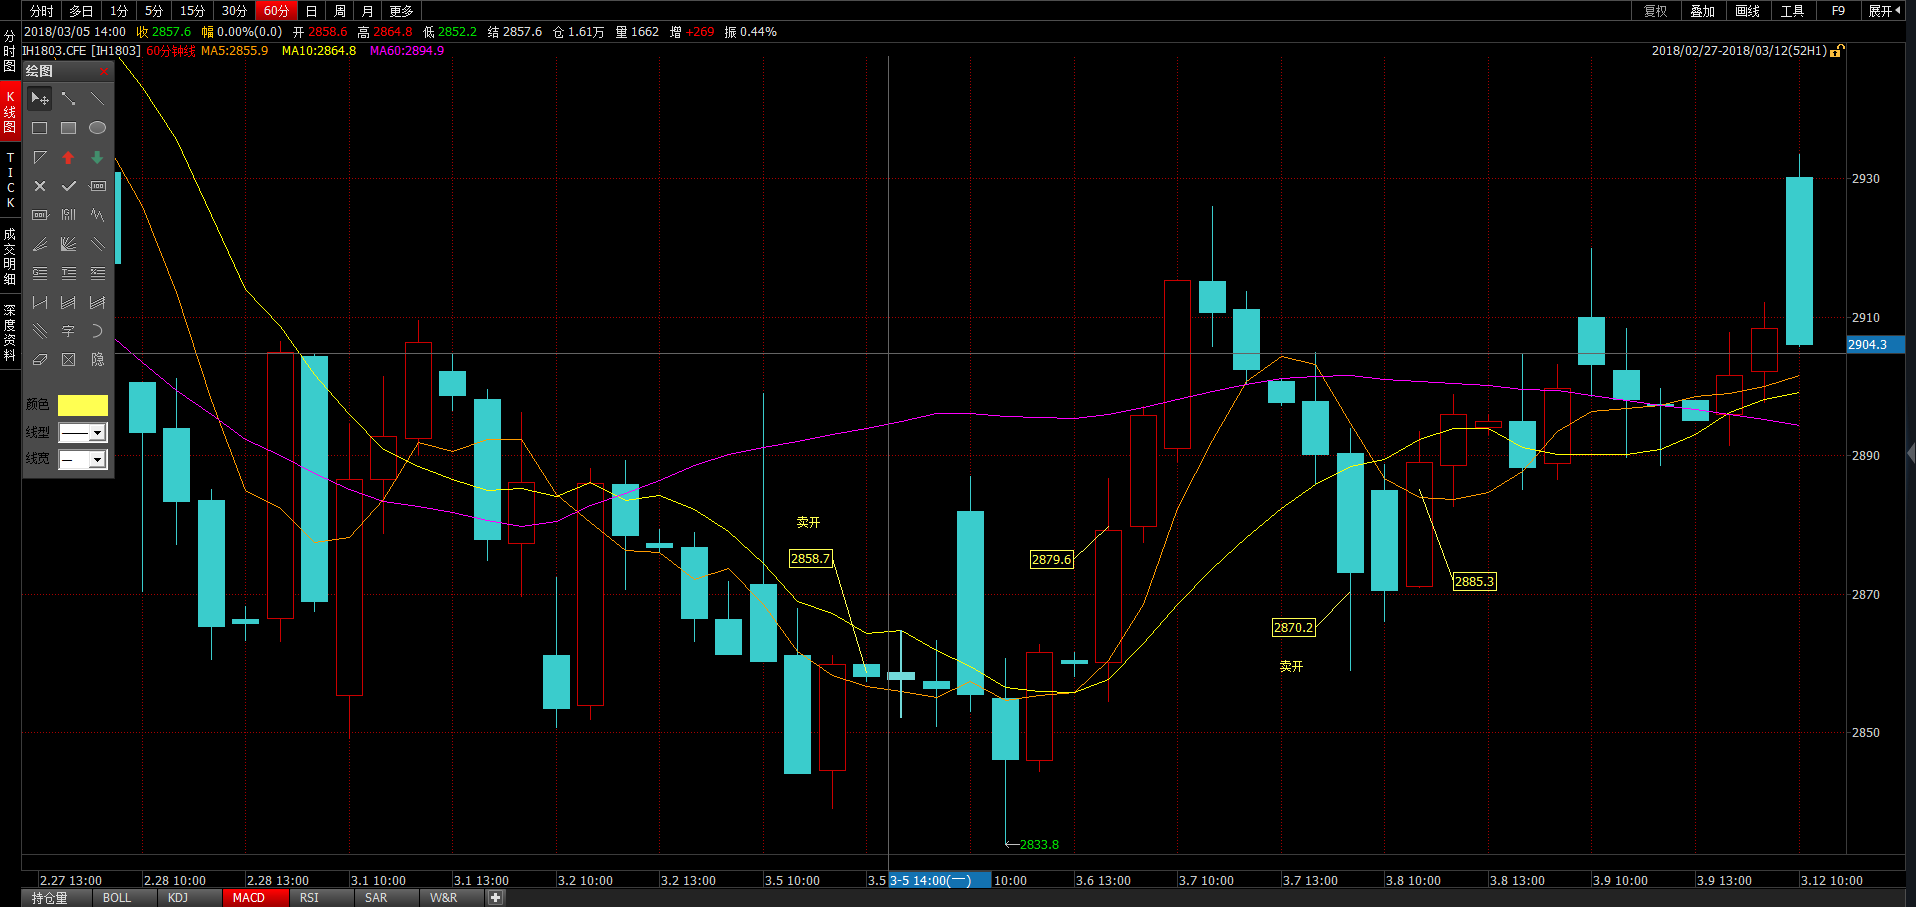 分时 多日 1分 5分 15分 30分 60分 日 周 月 更多 复权 叠加 画线 工具 F9 展开
2018/03/05 14:00 收 2857.6 幅 0.00%(0.0) 开 2858.6 高 2864.8 低 2852.2 结 2857.6 仓 1.61万 量 1662 增 +269 振 0.44%
IH1803.CFE [IH1803] 60分钟线 MA5:2855.9 MA10:2864.8 MA60:2894.9 2018/02/27-2018/03/12(52H1)
分时图
K线图
TICK
成交明细
深度资料
绘图
字
隐
颜色
线型
线宽
2930
2910
2904.3
2890
2870
2850
卖开
2858.7
2879.6
2885.3
2870.2
卖开
2833.8
2.27 13:00 2.28 10:00 2.28 13:00 3.1 10:00 3.1 13:00 3.2 10:00 3.2 13:00 3.5 10:00 3.5 3-5 14:00(一) 10:00 3.6 13:00 3.7 10:00 3.7 13:00 3.8 10:00 3.8 13:00 3.9 10:00 3.9 13:00 3.12 10:00
持仓量 BOLL KDJ MACD RSI SAR W&R